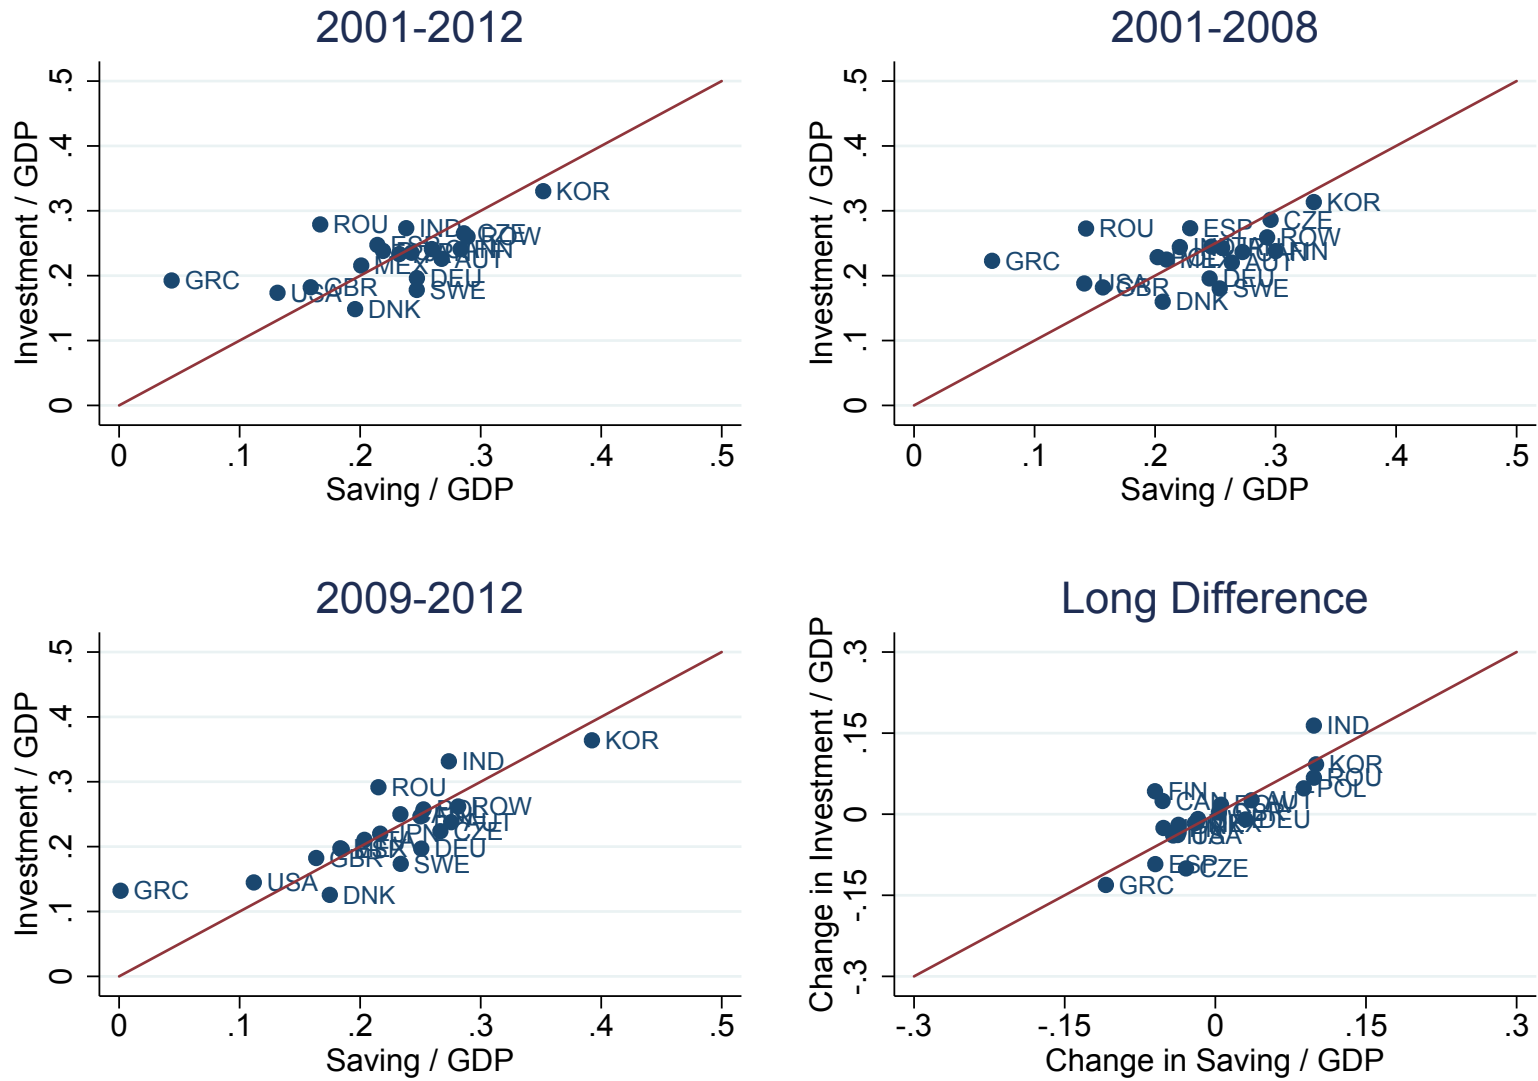 2001-2012
Investment / GDP
.5
.4
.3
.2
.1
0
KOR
ROU
IND
CZE
ROW
ESP
FIN
MEX
AUT
GRC
DEU
USA
GBR
SWE
DNK
0 .1 .2 .3 .4 .5
Saving / GDP
2001-2008
Investment / GDP
.5
.4
.3
.2
.1
0
KOR
CZE
ROU
ESP
ROW
GRC
MEX
FIN
AUT
USA
GBR
DEU
SWE
DNK
0 .1 .2 .3 .4 .5
Saving / GDP
2009-2012
Investment / GDP
.5
.4
.3
.2
.1
0
KOR
IND
ROU
ROW
AUT
CZE
JPN
DEU
GBR
SWE
USA
GRC
DNK
0 .1 .2 .3 .4 .5
Saving / GDP
Long Difference
Change in Investment / GDP
.3
.15
0
-.15
-.3
IND
KOR
ROU
POL
FIN
CAN
AUT
DEU
USA
ESP
CZE
GRC
-.3 -.15 0 .15 .3
Change in Saving / GDP